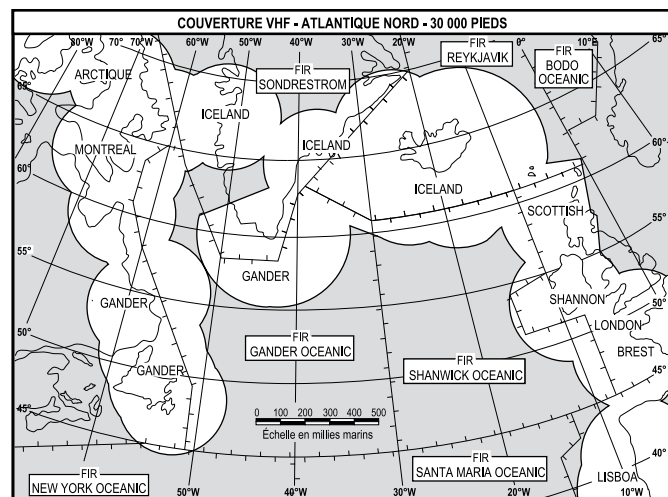 COUVERTURE VHF - ATLANTIQUE NORD - 30 000 PIEDS
80°W 70°W 60°W 50°W 40°W 30°W 20°W 10°W 0° 10°E
FIR
REYKJAVIK
FIR
BODO
OCEANIC
ARCTIQUE
FIR
SONDRESTROM
65°
ICELAND
65°
MONTREAL
ICELAND
ICELAND
60°
60°
SCOTTISH
55°
55°
GANDER
SHANNON
50°
50°
GANDER
LONDON
FIR
GANDER OCEANIC
BREST
FIR
SHANWICK OCEANIC
45°
GANDER
45°
0 100 200 300 400 500
Échelle en millies marins
40°
FIR
NEW YORK OCEANIC
FIR
SANTA MARIA OCEANIC
LISBOA
50°W 40°W 30°W 20°W 10°W